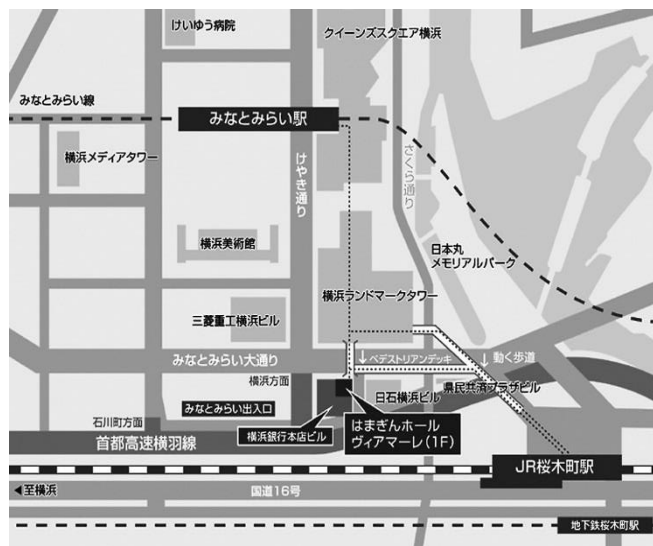 けいゆう病院
クイーンズスクエア横浜
みなとみらい線
みなとみらい駅
横浜メディアタワー
けやき通り
さくら通り
横浜美術館
日本丸
メモリアルパーク
横浜ランドマークタワー
三菱重工横浜ビル
みなとみらい大通り
↓ペデストリアンデッキ
↓動く歩道
横浜方面
日石横浜ビル
県民共済プラザビル
みなとみらい出入口
石川町方面
首都高速横羽線
横浜銀行本店ビル
はまぎんホール
ヴィアマーレ(1F)
JR桜木町駅
◀至横浜
国道16号
地下鉄桜木町駅